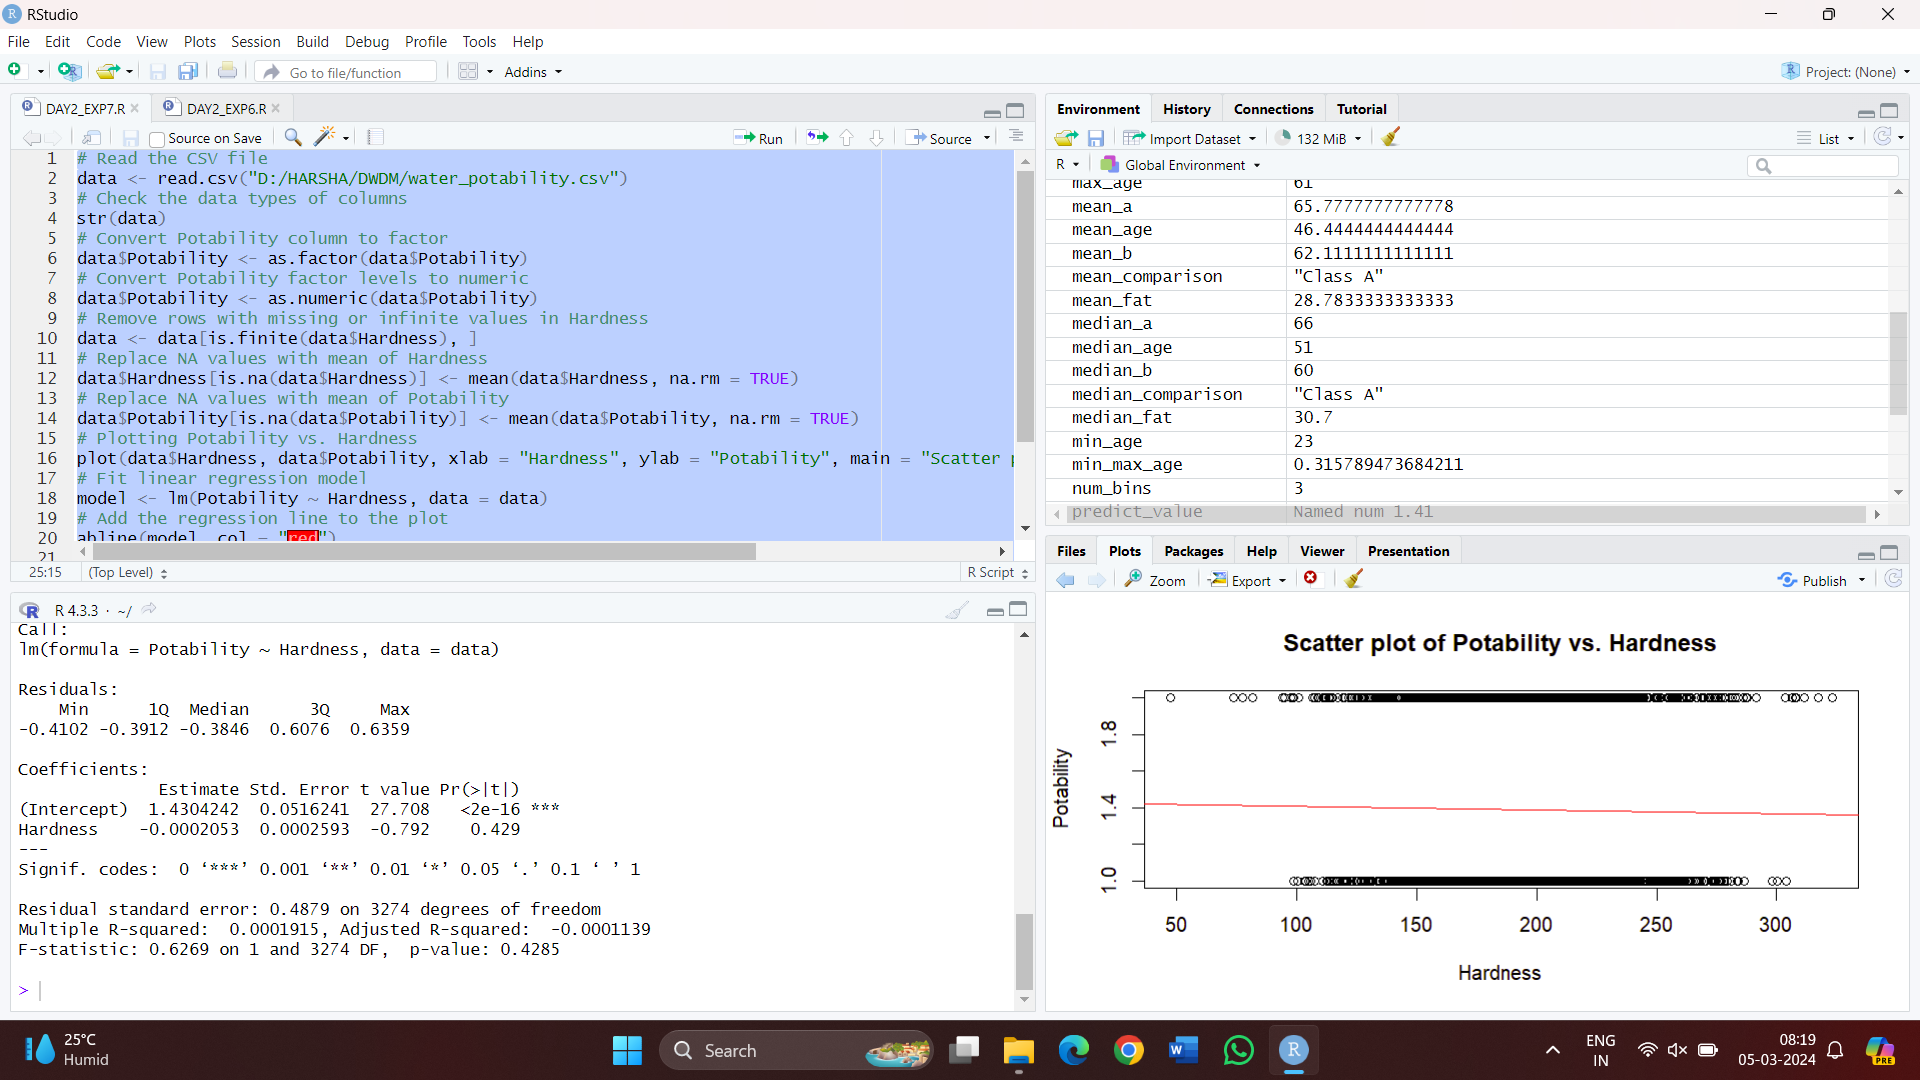 RStudio
File Edit Code View Plots Session Build Debug Profile Tools Help
Go to file/function
Addins
Project: (None)
DAY2_EXP7.R
DAY2_EXP6.R
Source on Save
Run
Source
1 # Read the CSV file
2 data <- read.csv("D:/HARSHA/DWDM/water_potability.csv")
3 # Check the data types of columns
4 str(data)
5 # Convert Potability column to factor
6 data$Potability <- as.factor(data$Potability)
7 # Convert Potability factor levels to numeric
8 data$Potability <- as.numeric(data$Potability)
9 # Remove rows with missing or infinite values in Hardness
10 data <- data[is.finite(data$Hardness), ]
11 # Replace NA values with mean of Hardness
12 data$Hardness[is.na(data$Hardness)] <- mean(data$Hardness, na.rm = TRUE)
13 # Replace NA values with mean of Potability
14 data$Potability[is.na(data$Potability)] <- mean(data$Potability, na.rm = TRUE)
15 # Plotting Potability vs. Hardness
16 plot(data$Hardness, data$Potability, xlab = "Hardness", ylab = "Potability", main = "Scatter
17 # Fit linear regression model
18 model <- lm(Potability ~ Hardness, data = data)
19 # Add the regression line to the plot
20 abline(model, col = "red")
21
25:15 (Top Level) R Script
R 4.3.3 · ~/
Call:
lm(formula = Potability ~ Hardness, data = data)
Residuals:
Min 1Q Median 3Q Max
-0.4102 -0.3912 -0.3846 0.6076 0.6359
Coefficients:
Estimate Std. Error t value Pr(>|t|)
(Intercept) 1.4304242 0.0516241 27.708 <2e-16 ***
Hardness -0.0002053 0.0002593 -0.792 0.429
---
Signif. codes: 0 ‘***’ 0.001 ‘**’ 0.01 ‘*’ 0.05 ‘.’ 0.1 ‘ ’ 1
Residual standard error: 0.4879 on 3274 degrees of freedom
Multiple R-squared: 0.0001915, Adjusted R-squared: -0.0001139
F-statistic: 0.6269 on 1 and 3274 DF, p-value: 0.4285
>
Environment History Connections Tutorial
Import Dataset 132 MiB List
R Global Environment
max_age 61
mean_a 65.7777777777778
mean_age 46.4444444444444
mean_b 62.1111111111111
mean_comparison "Class A"
mean_fat 28.7833333333333
median_a 66
median_age 51
median_b 60
median_comparison "Class A"
median_fat 30.7
min_age 23
min_max_age 0.315789473684211
num_bins 3
predict_value Named num 1.41
Files Plots Packages Help Viewer Presentation
Zoom Export Publish
Scatter plot of Potability vs. Hardness
Potability
1.8
1.4
1.0
50 100 150 200 250 300
Hardness
25°C
Humid
Search
ENG
IN
08:19
05-03-2024
PRE